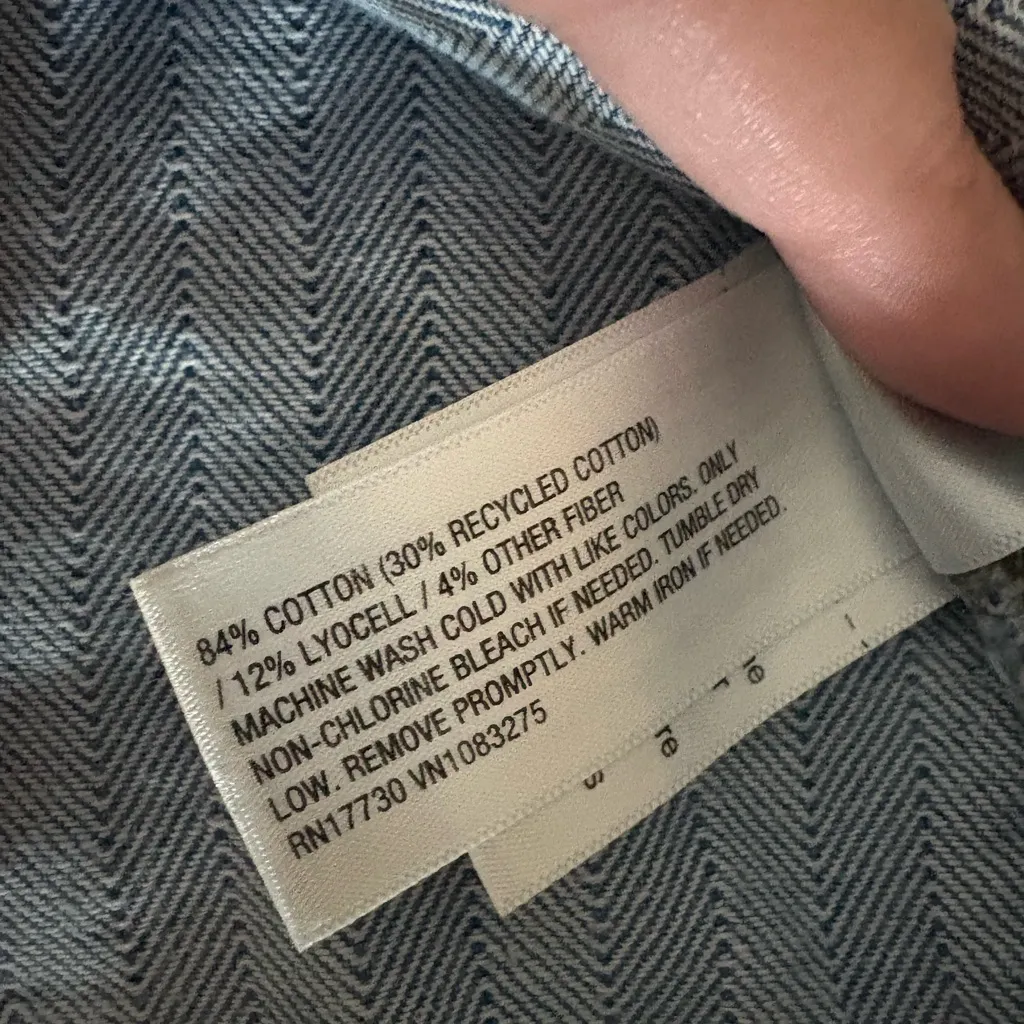 84% COTTON (30% RECYCLED COTTON)
/ 12% LYOCELL / 4% OTHER FIBER
MACHINE WASH COLD WITH LIKE COLORS. ONLY
NON-CHLORINE BLEACH IF NEEDED. TUMBLE DRY
LOW. REMOVE PROMPTLY. WARM IRON IF NEEDED.
RN17730 VN1083275